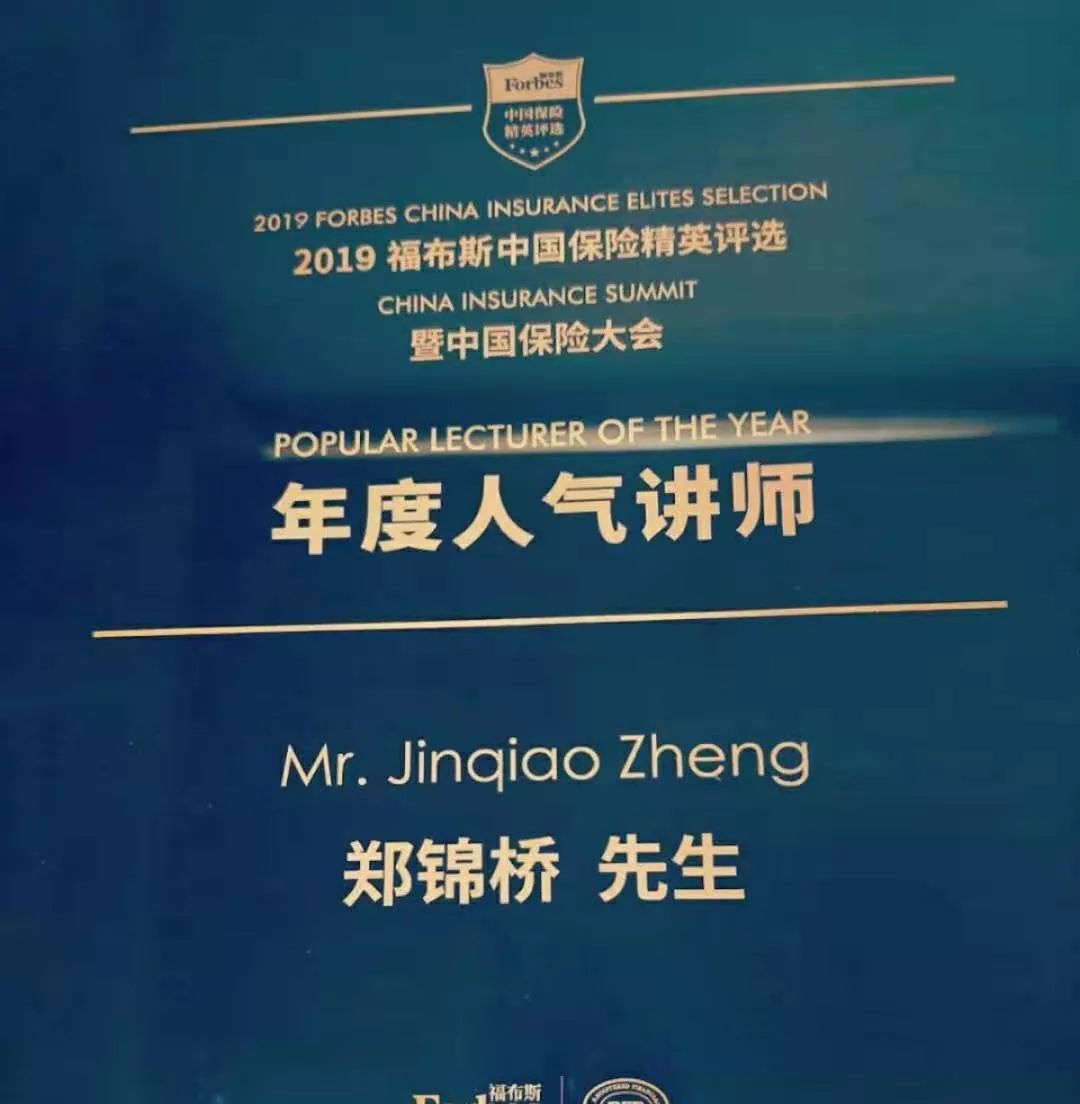 福布斯
Forbes
中国保险
精英评选
2019 FORBES CHINA INSURANCE ELITES SELECTION
2019 福布斯中国保险精英评选
CHINA INSURANCE SUMMIT
暨中国保险大会
POPULAR LECTURER OF THE YEAR
年度人气讲师
Mr. Jinqiao Zheng
郑锦桥 先生
福布斯